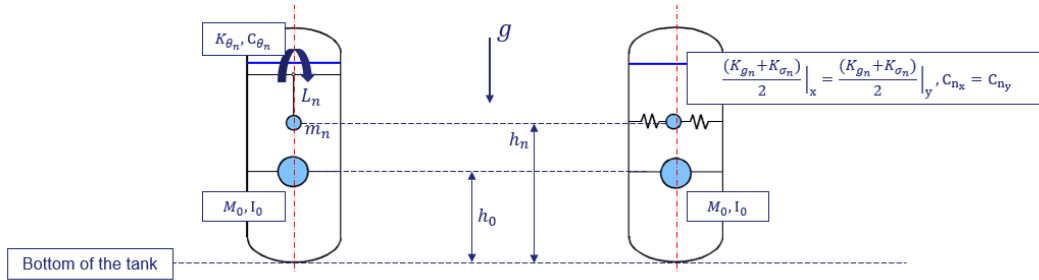 K_{θ_n}, C_{θ_n}
g
L_n
m_n
M_0, I_0
h_n
h_0
(K_{g_n}+K_{σ_n})/2 |_x = (K_{g_n}+K_{σ_n})/2 |_y, C_{n_x} = C_{n_y}
M_0, I_0
Bottom of the tank